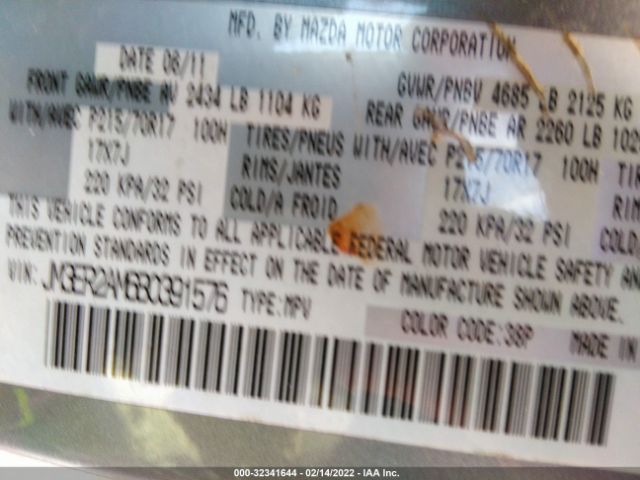 MFD. BY MAZDA MOTOR CORPORATION
DATE 08/11
GVWR/PNBV 4685 LB 2125 KG
FRONT GAWR/PNBE AV 2434 LB 1104 KG
REAR GAWR/PNBE AR 2260 LB
WITH/AVEC P215/70R17 100H TIRES/PNEUS WITH/AVEC P215/70R17 100H
17X7J RIMS/JANTES 17X7J
220 KPA/32 PSI COLD/A FROID 220 KPA/32 PSI
THIS VEHICLE CONFORMS TO ALL APPLICABLE FEDERAL MOTOR VEHICLE SAFETY
PREVENTION STANDARDS IN EFFECT ON THE DATE OF MANUFACTURE SHOWN ABOVE.
VIN: TYPE:MPV
COLOR CODE:38P MADE IN
000-32341644 - 02/14/2022 - IAA Inc.